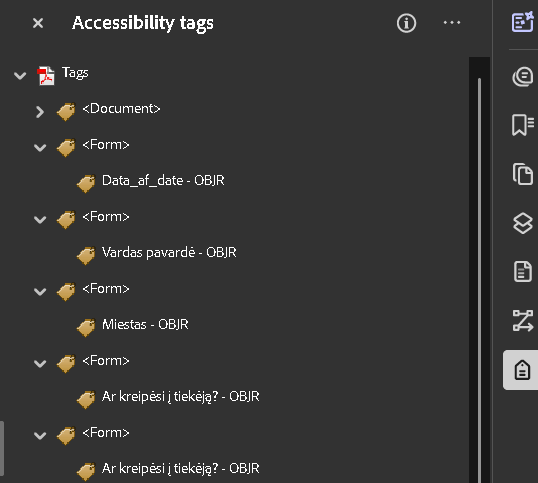 Accessibility tags
Tags
<Document>
<Form>
Data_af_date - OBJR
<Form>
Vardas pavardė - OBJR
<Form>
Miestas - OBJR
<Form>
Ar kreipėsi į tiekėją? - OBJR
<Form>
Ar kreipėsi į tiekėją? - OBJR